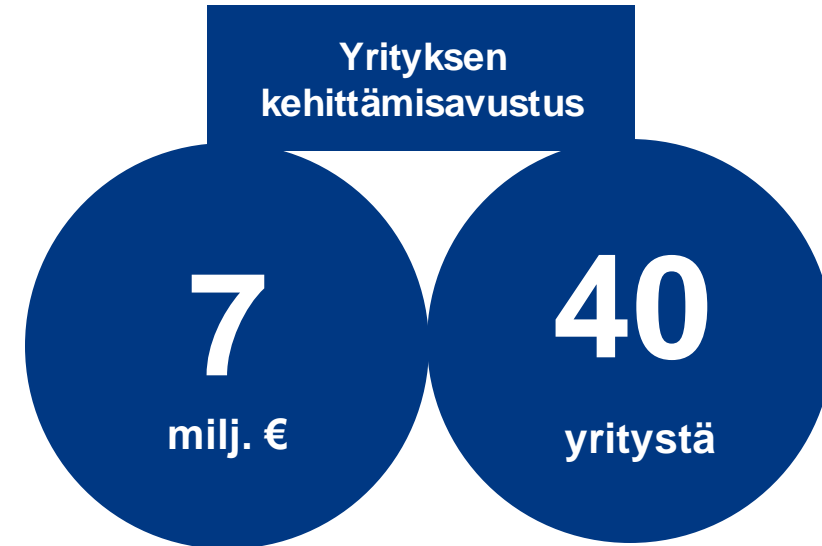 Yrityksen
kehittämisavustus
7
milj. €
40
yritystä